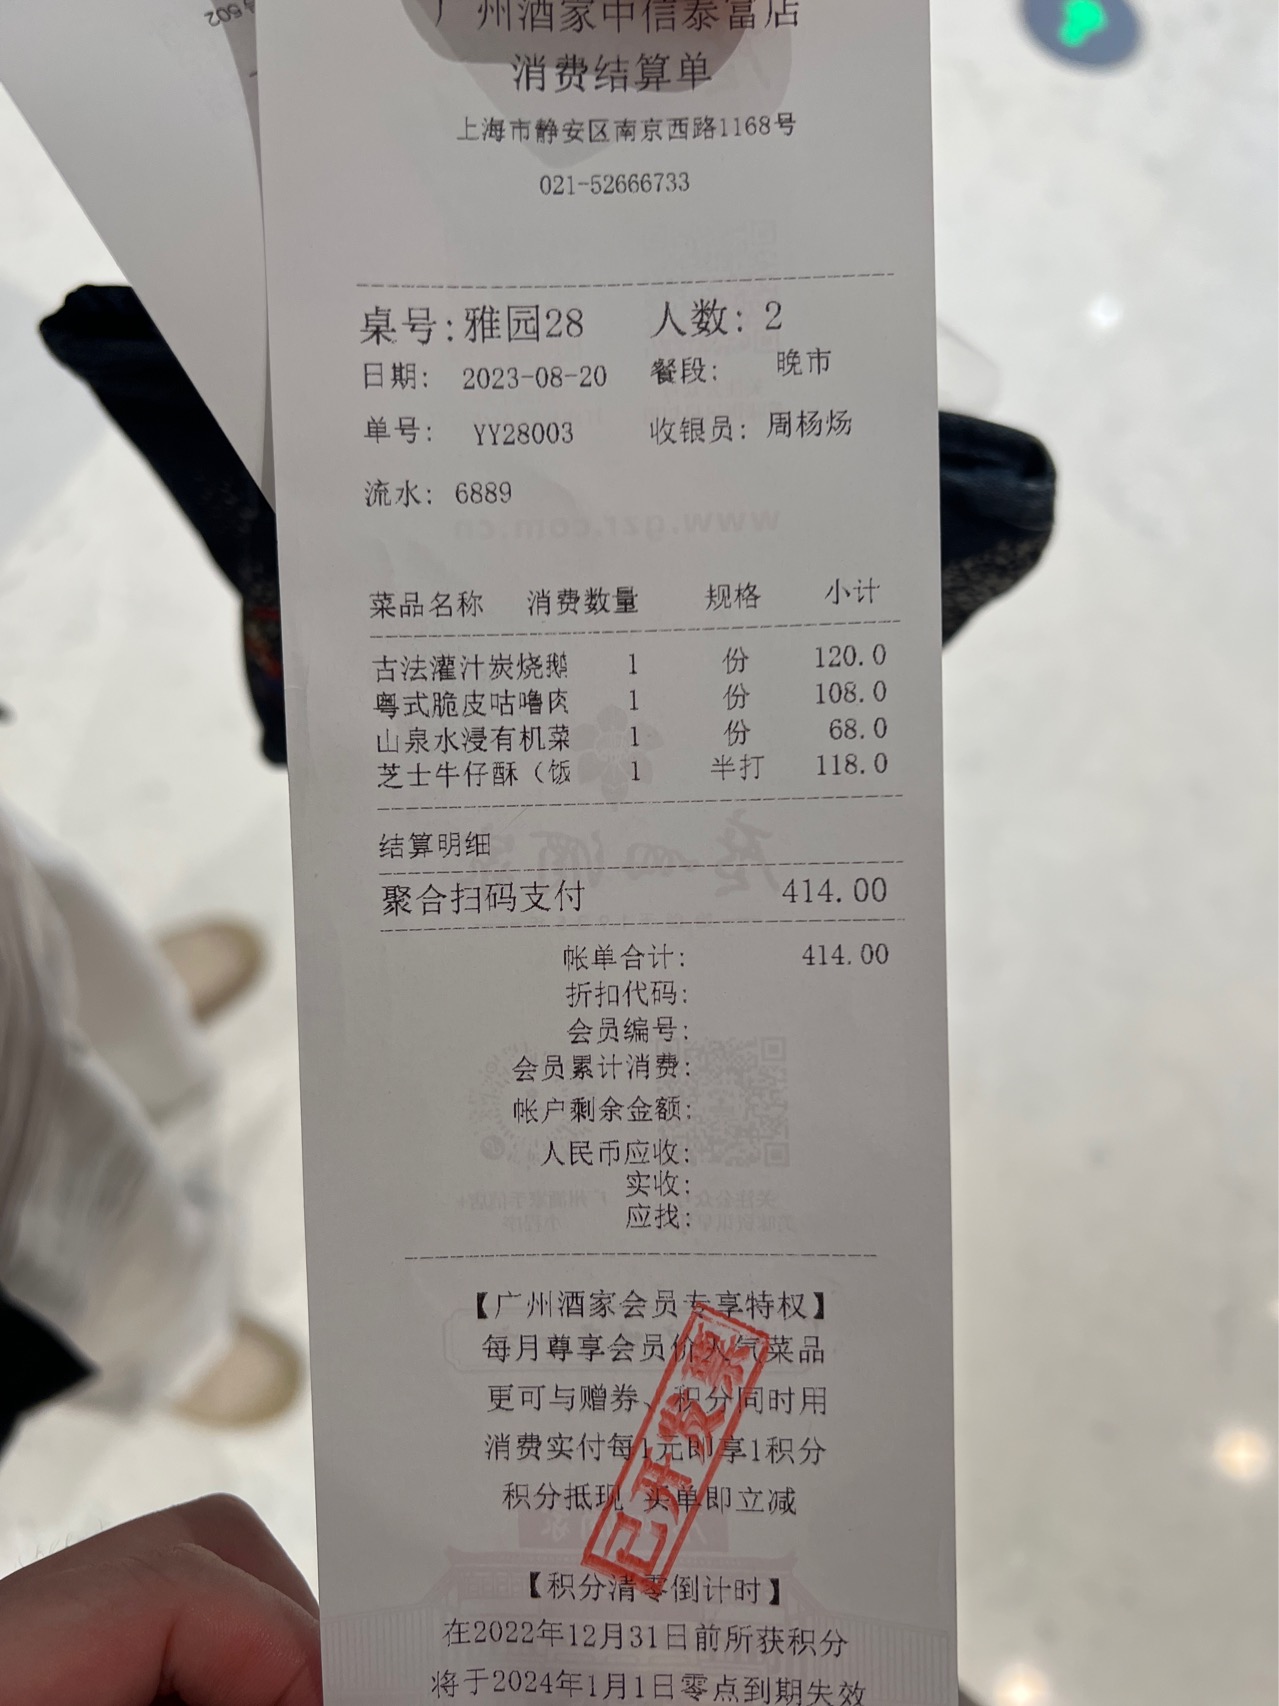 广州酒家中信泰富店
消费结算单
上海市静安区南京西路1168号
021-52666733
桌号:雅园28 人数: 2
日期: 2023-08-20 餐段: 晚市
单号: YY28003 收银员: 周杨炀
流水: 6889
菜品名称 消费数量 规格 小计
古法灌汁炭烧鹅 1 份 120.0
粤式脆皮咕噜肉 1 份 108.0
山泉水浸有机菜 1 份 68.0
芝士牛仔酥（饭 1 半打 118.0
结算明细
聚合扫码支付 414.00
帐单合计: 414.00
折扣代码:
会员编号:
会员累计消费:
帐户剩余金额:
人民币应收:
实收:
应找:
【广州酒家会员专享特权】
每月尊享会员价人气菜品
更可与赠券、积分同时用
消费实付每1元即享1积分
积分抵现 买单即立减
已开发票
【积分清零倒计时】
在2022年12月31日前所获积分
将于2024年1月1日零点到期失效